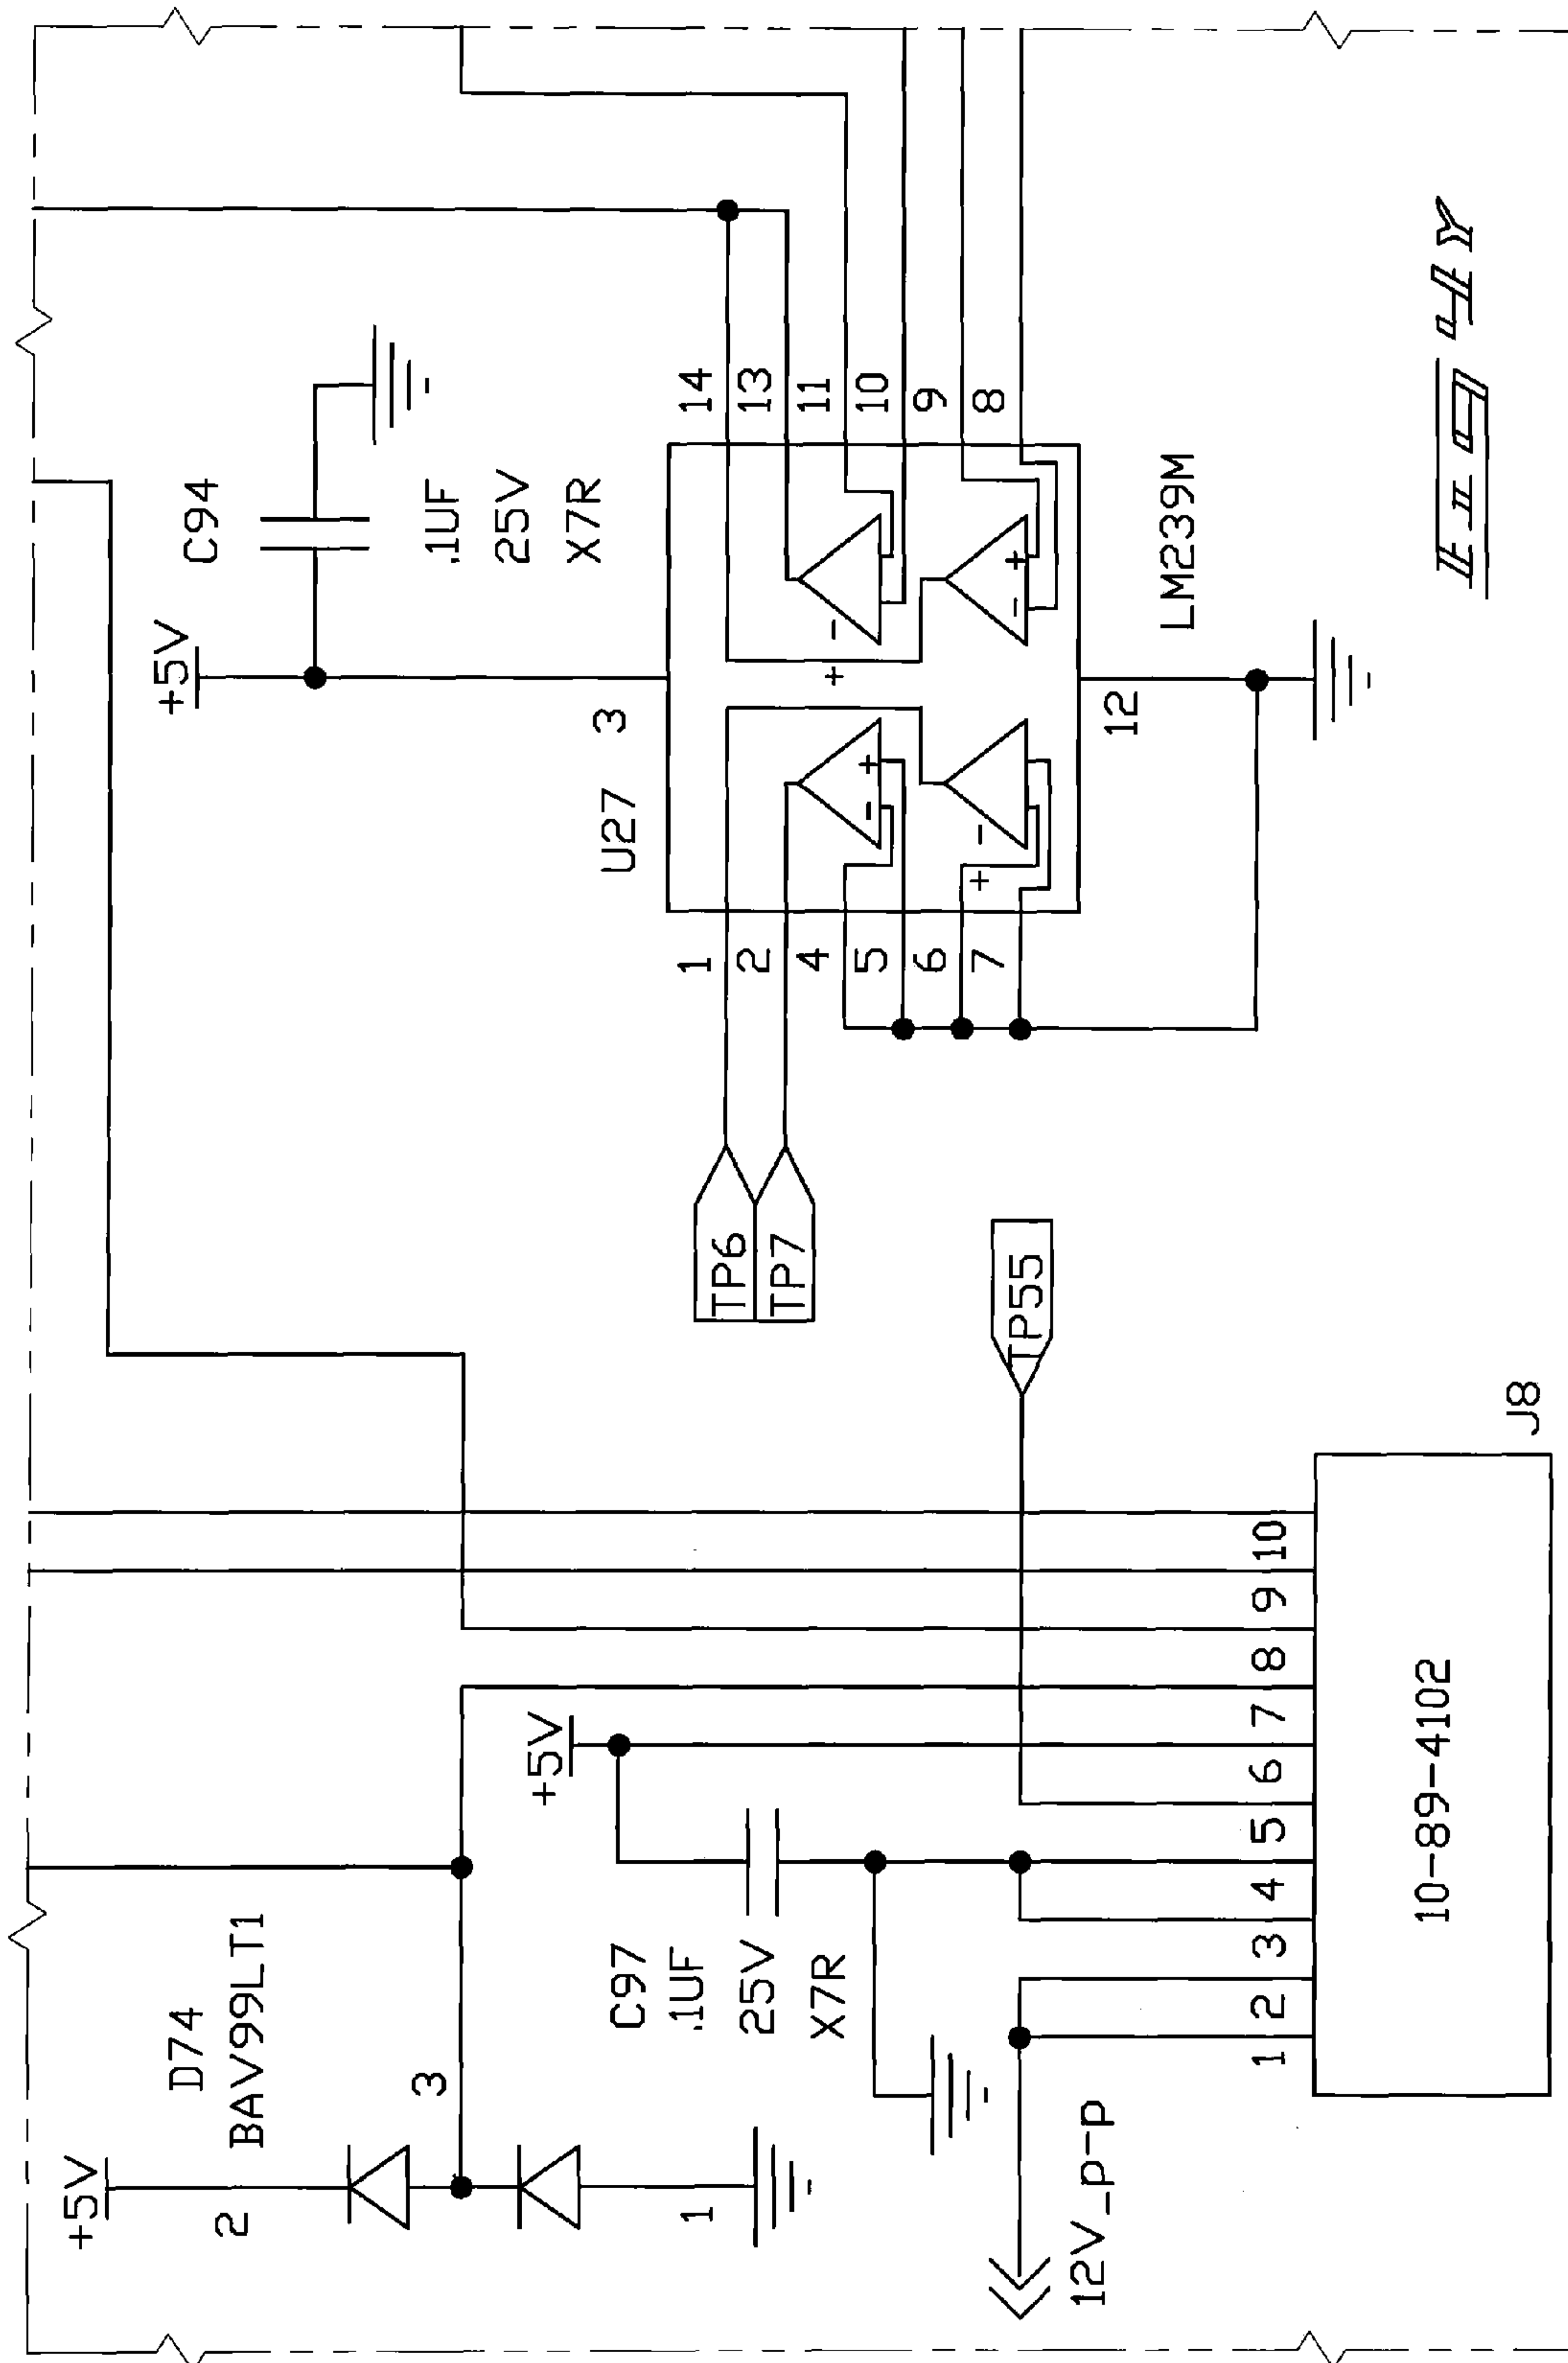 +5V
2
D74
BAV99LT1
3
1
+5V
C97
.1UF
25V
X7R
12V_P-P
1 2 3 4 5 6 7 8 9 10
10-89-4102
J8
TP55
TP6
TP7
+5V
C94
.1UF
25V
X7R
U27
3
1
2
4
5
6
7
14
13
11
10
9
8
- +
+ -
+ -
- +
12
LM239M
FIG. 4Y